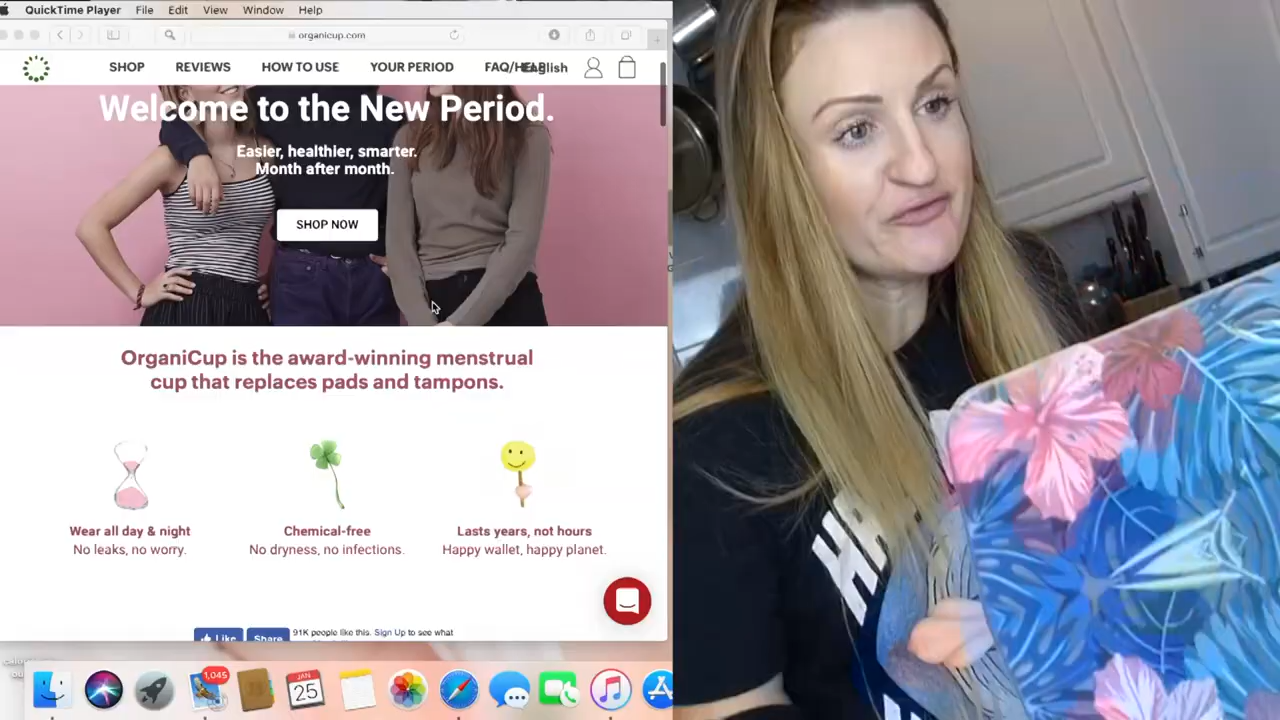 QuickTime Player File Edit View Window Help
organicup.com
SHOP REVIEWS HOW TO USE YOUR PERIOD FAQ/HELP English
Welcome to the New Period.
Easier, healthier, smarter.
Month after month.
SHOP NOW
OrganiCup is the award-winning menstrual
cup that replaces pads and tampons.
Wear all day & night
No leaks, no worry.
Chemical-free
No dryness, no infections.
Lasts years, not hours
Happy wallet, happy planet.
Like Share 91K people like this. Sign Up to see what
1,045
JAN
25